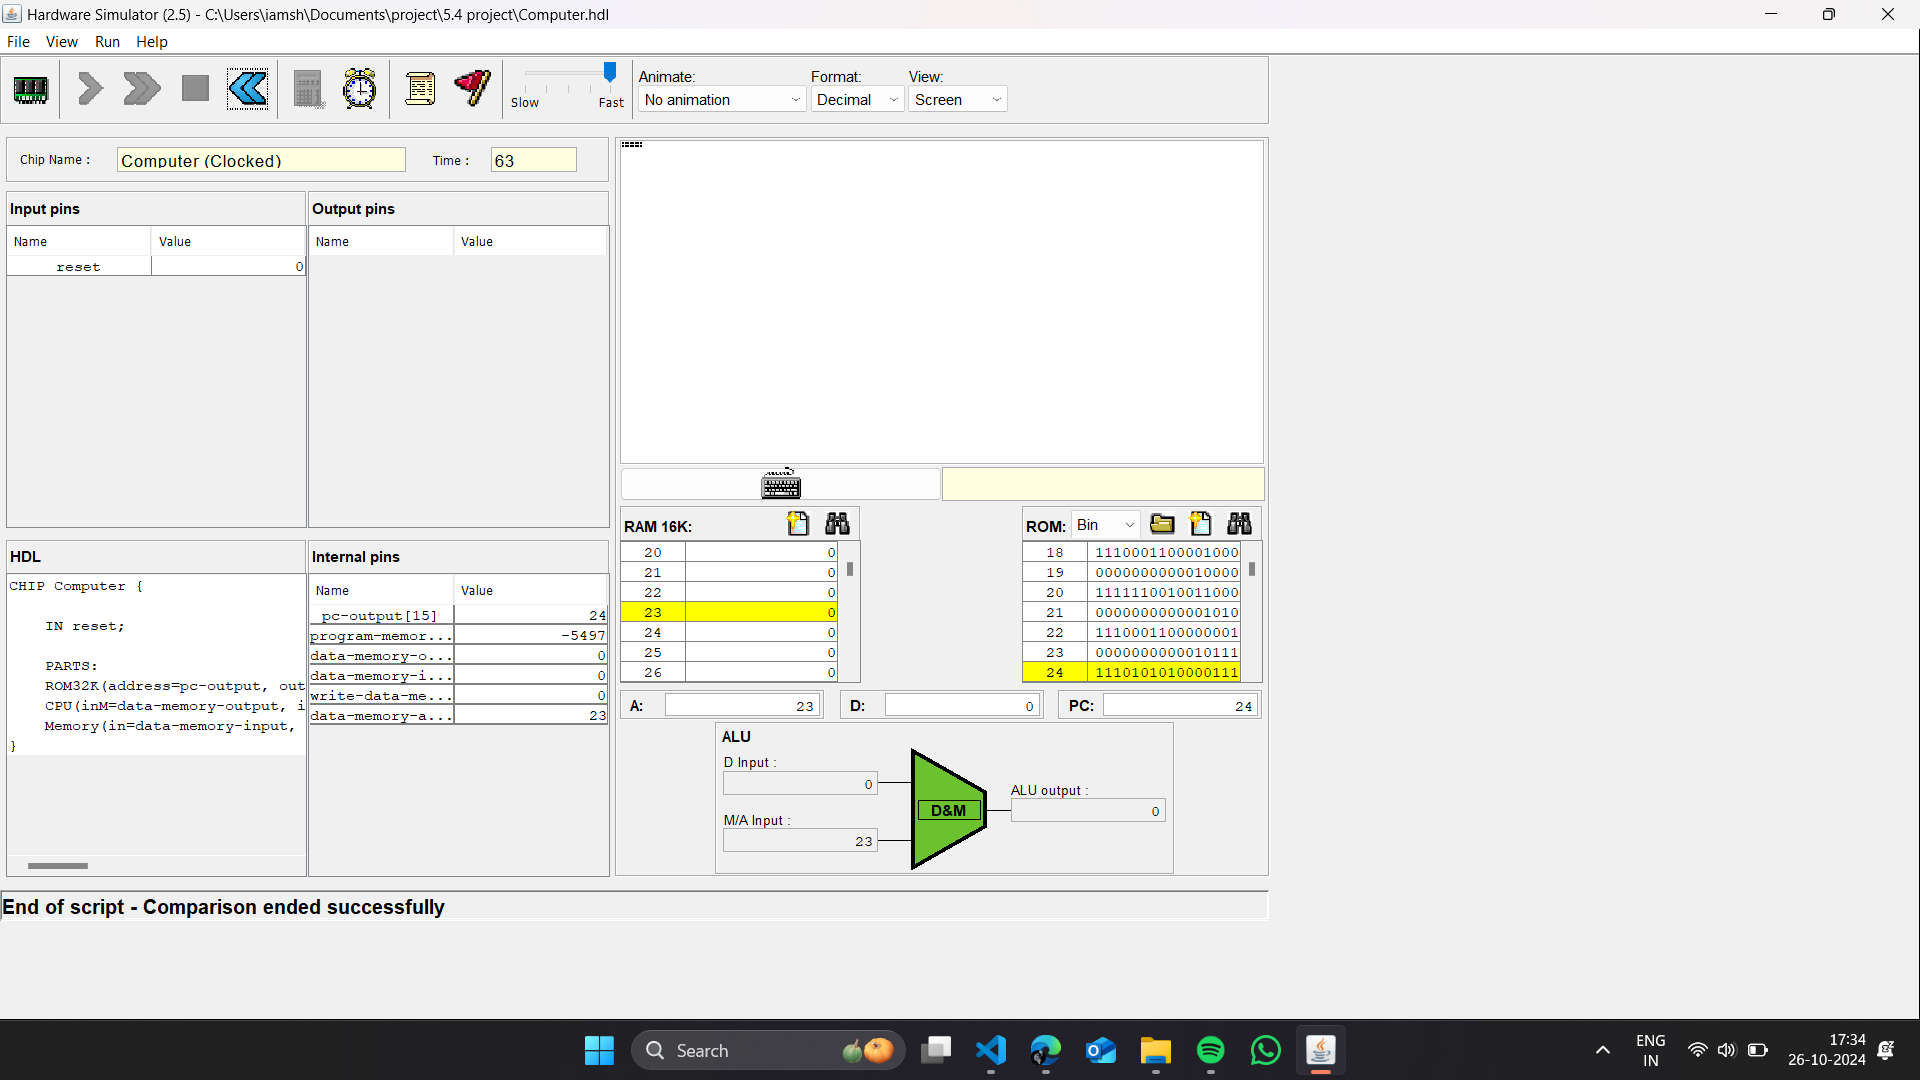 Hardware Simulator (2.5) - C:\Users\iamsh\Documents\project\5.4 project\Computer.hdl
File View Run Help
Slow Fast
Animate: Format: View:
No animation Decimal Screen
Chip Name : Computer (Clocked) Time : 63
Input pins
Name Value
reset 0
Output pins
Name Value
HDL
CHIP Computer {
IN reset;
PARTS:
ROM32K(address=pc-output, out
CPU(inM=data-memory-output, i
Memory(in=data-memory-input,
}
Internal pins
Name Value
pc-output[15] 24
program-memor... -5497
data-memory-o... 0
data-memory-i... 0
write-data-me... 0
data-memory-a... 23
RAM 16K:
20 0
21 0
22 0
23 0
24 0
25 0
26 0
ROM: Bin
18 1110001100001000
19 0000000000010000
20 1111110010011000
21 0000000000001010
22 1110001100000001
23 0000000000010111
24 1110101010000111
A: 23 D: 0 PC: 24
ALU
D Input :
0
M/A Input :
23
D&M
ALU output :
0
End of script - Comparison ended successfully
Search
ENG
IN
17:34
26-10-2024